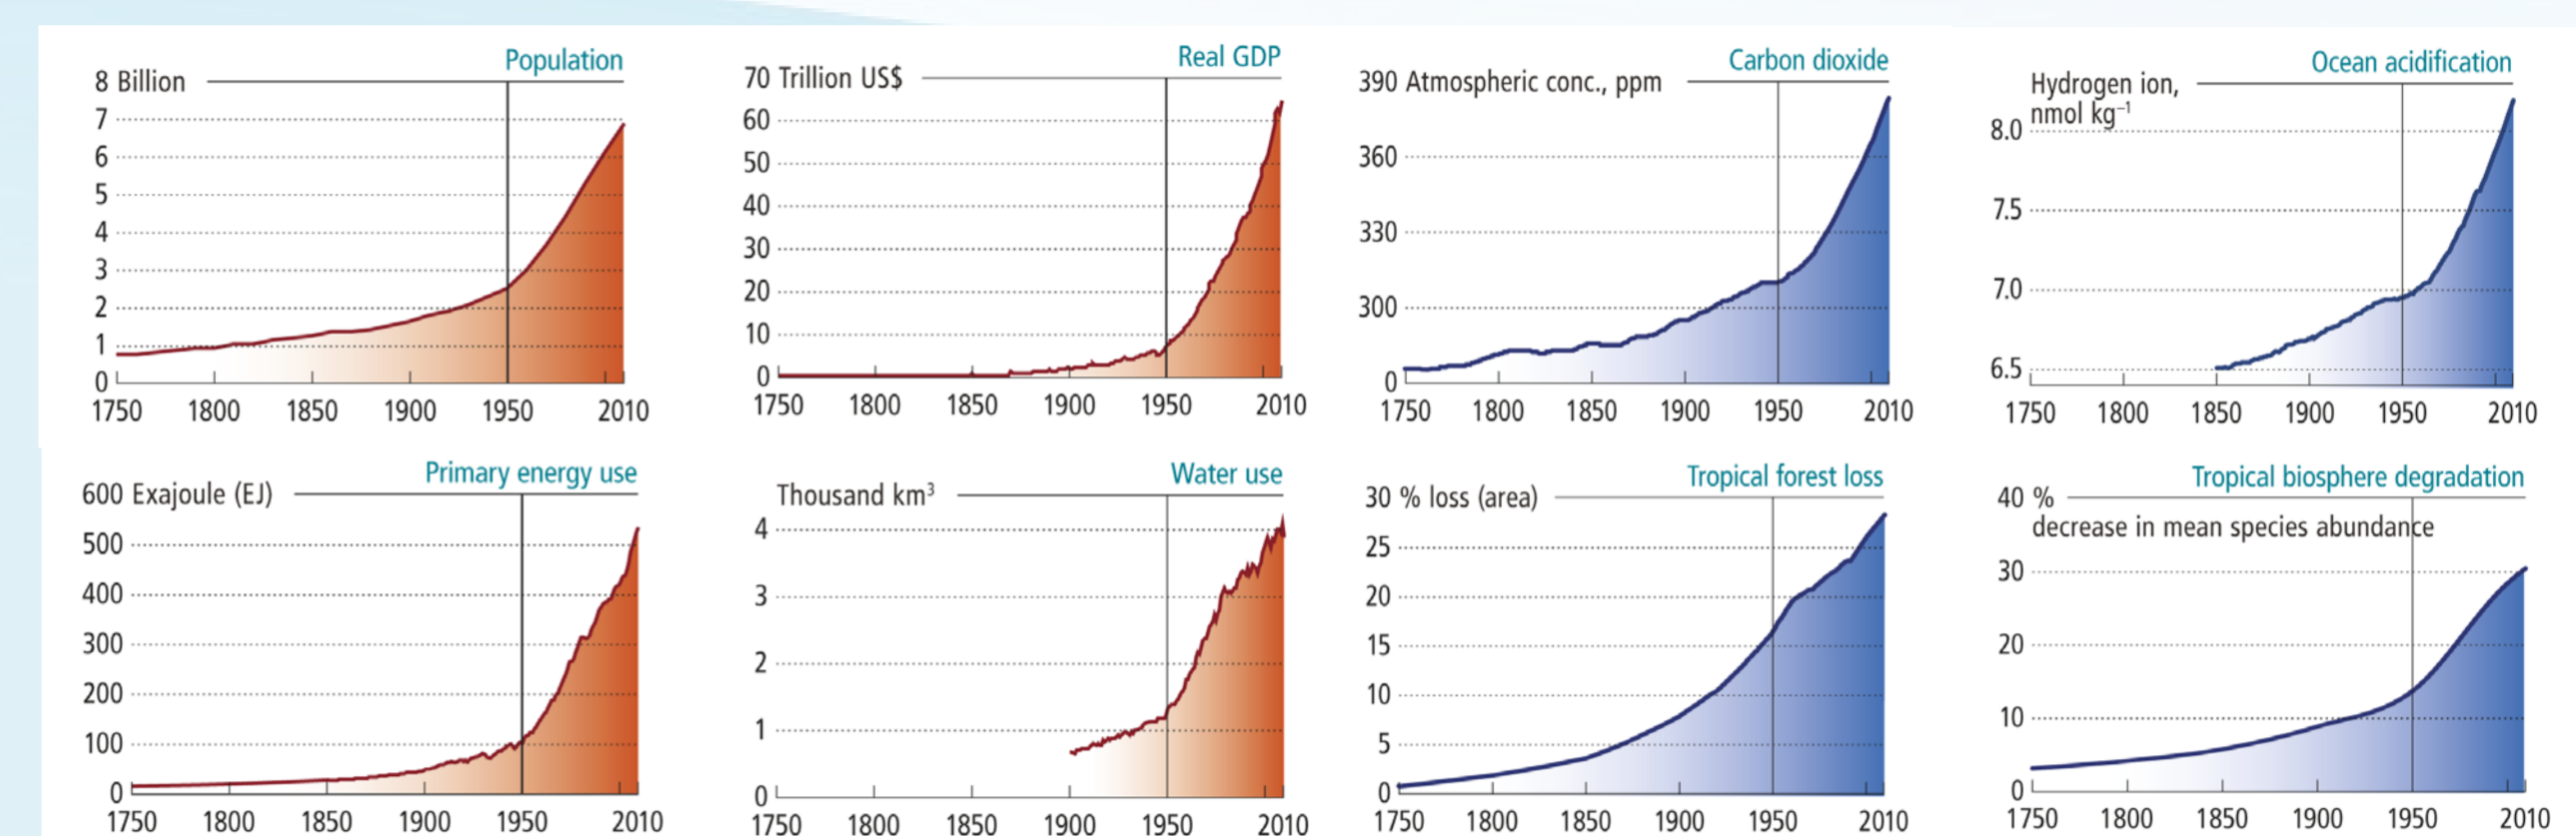 Population
8 Billion
7
6
5
4
3
2
1
0
1750 1800 1850 1900 1950 2010
Real GDP
70 Trillion US$
60
50
40
30
20
10
0
1750 1800 1850 1900 1950 2010
Carbon dioxide
390 Atmospheric conc., ppm
360
330
300
0
1750 1800 1850 1900 1950 2010
Ocean acidification
Hydrogen ion,
nmol kg⁻¹
8.0
7.5
7.0
6.5
1750 1800 1850 1900 1950 2010
Primary energy use
600 Exajoule (EJ)
500
400
300
200
100
0
1750 1800 1850 1900 1950 2010
Water use
Thousand km³
4
3
2
1
0
1750 1800 1850 1900 1950 2010
Tropical forest loss
30 % loss (area)
25
20
15
10
5
0
1750 1800 1850 1900 1950 2010
Tropical biosphere degradation
40 %
decrease in mean species abundance
30
20
10
0
1750 1800 1850 1900 1950 2010